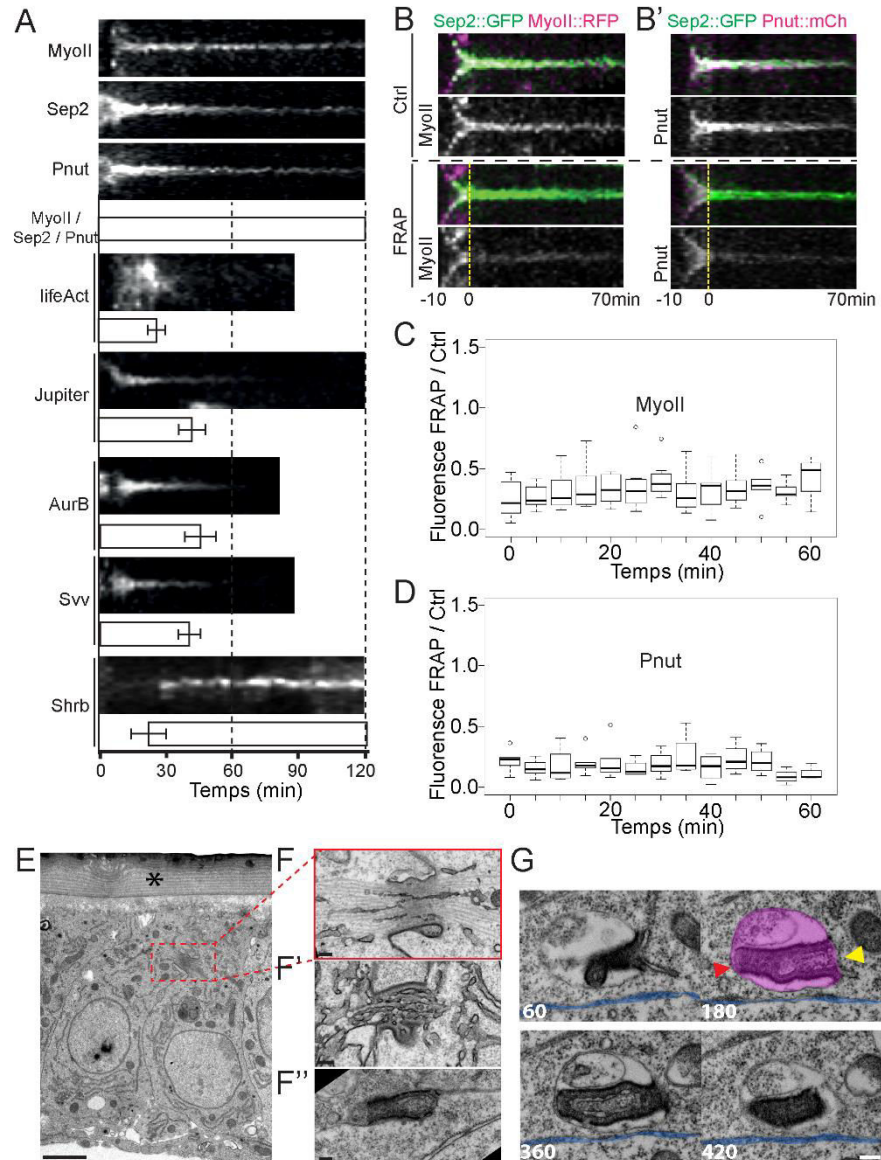 A
MyoII
Sep2
Pnut
MyoII /
Sep2 / Pnut
lifeAct
Jupiter
AurB
Svv
Shrb
0 30 60 90 120
Temps (min)
B
Sep2::GFP MyoII::RFP
Ctrl
MyoII
FRAP
MyoII
-10 0 70min
B'
Sep2::GFP Pnut::mCh
Pnut
Pnut
-10 0 70min
C
Fluorensce FRAP / Ctrl
1.5
1.0
0.5
0.0
MyoII
0 20 40 60
Temps (min)
D
Fluorensce FRAP / Ctrl
1.5
1.0
0.5
0.0
Pnut
0 20 40 60
Temps (min)
E
*
F
F'
F''
G
60
180
360
420